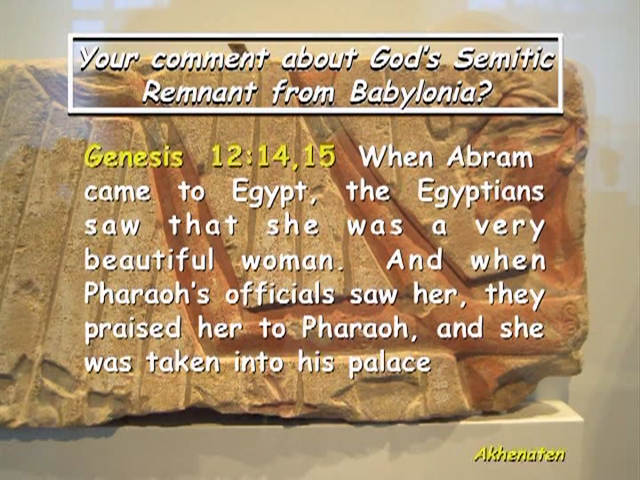 Your comment about God's Semitic
Remnant from Babylonia?
Genesis 12:14,15 When Abram
came to Egypt, the Egyptians
saw that she was a very
beautiful woman. And when
Pharaoh's officials saw her, they
praised her to Pharaoh, and she
was taken into his palace
Akhenaten